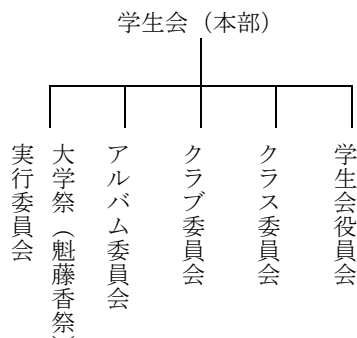 学生会（本部）
学生会役員会
クラス委員会
クラブ委員会
アルバム委員会
大学祭（魁藤香祭）
実行委員会